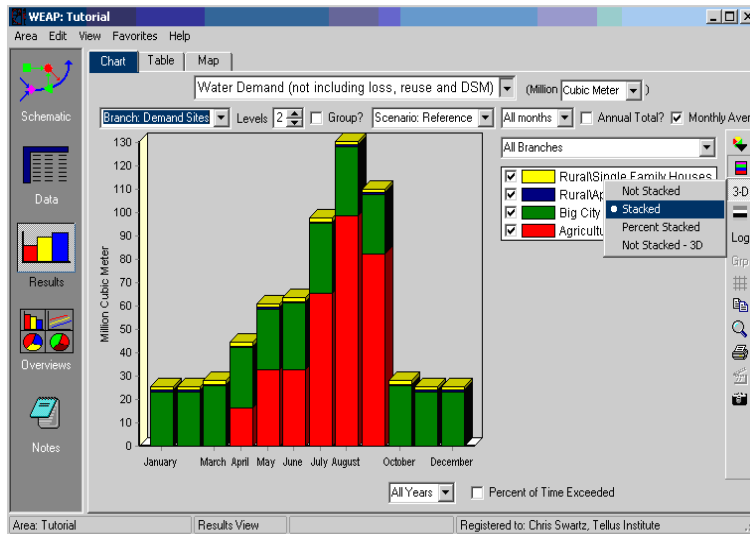 WEAP: Tutorial
Area Edit View Favorites Help
Chart Table Map
Water Demand (not including loss, reuse and DSM) (Million Cubic Meter )
Branch: Demand Sites Levels 2 Group? Scenario: Reference All months Annual Total? Monthly Aver
All Branches
Rural\Single Family Houses
Rural\Ap
Big City
Agricultu
Not Stacked
Stacked
Percent Stacked
Not Stacked - 3D
3-D
Log
Grp
Schematic
Data
Results
Overviews
Notes
Million Cubic Meter
130
120
110
100
90
80
70
60
50
40
30
20
10
0
January March April May June July August October December
All Years Percent of Time Exceeded
Area: Tutorial Results View Registered to: Chris Swartz, Tellus Institute